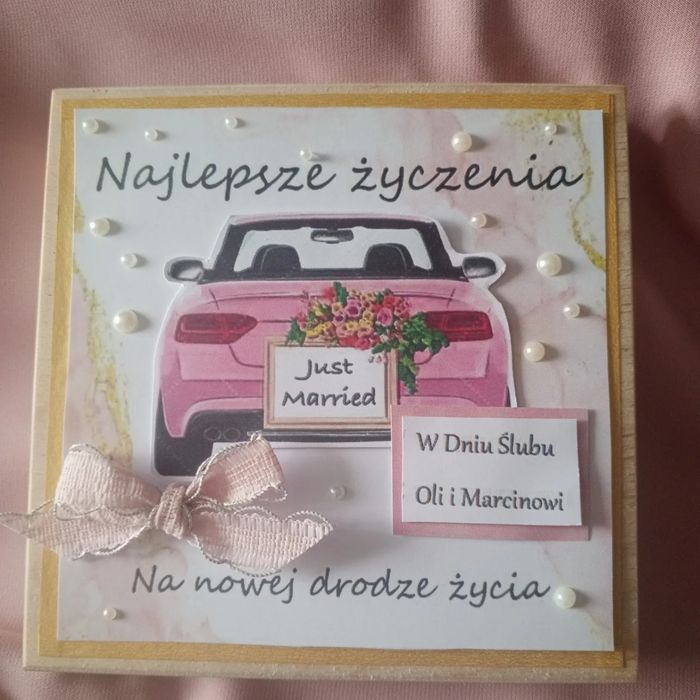 Najlepsze życzenia
Just
Married
W Dniu Ślubu
Oli i Marcinowi
Na nowej drodze życia